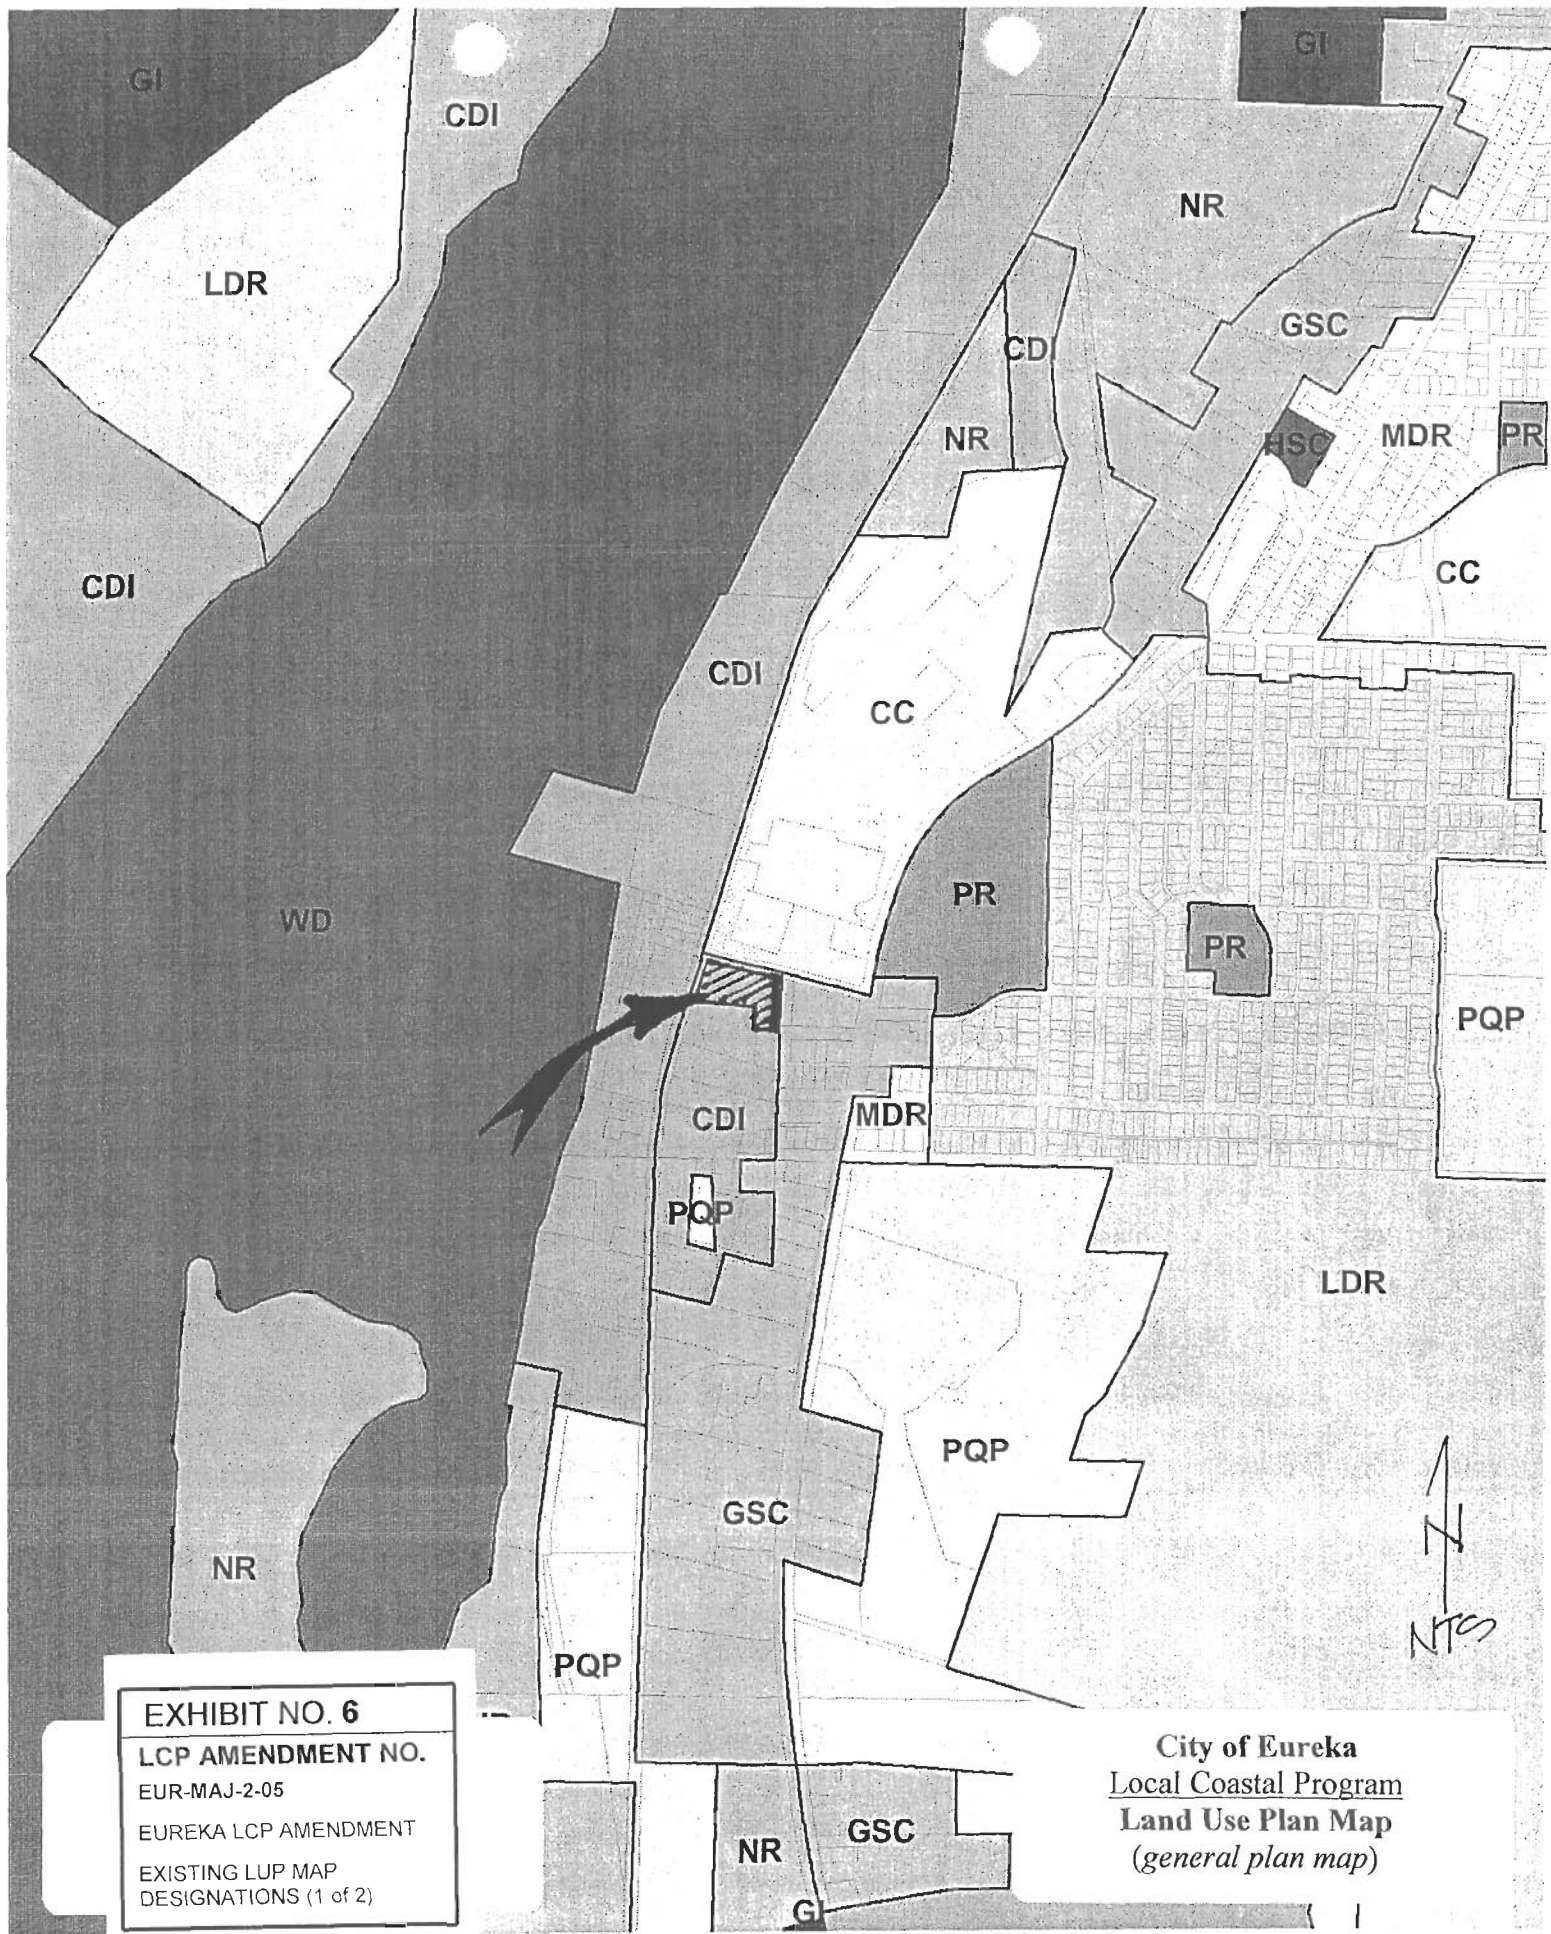 GI
GI
CDI
NR
LDR
GSC
CDI
NR
HSC
MDR
PR
CC
CDI
CDI
CC
PR
WD
PR
PQP
CDI
MDR
PQP
LDR
PQP
GSC
NR
PQP
N
NTS
EXHIBIT NO. 6
LCP AMENDMENT NO.
EUR-MAJ-2-05
EUREKA LCP AMENDMENT
EXISTING LUP MAP
DESIGNATIONS (1 of 2)
City of Eureka
Local Coastal Program
Land Use Plan Map
(general plan map)
NR
GSC
GI